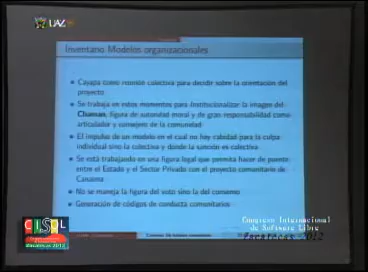 UAZ
Inventario Modelos organizacionales
Cayapa como reunión colectiva para decidir sobre la orientación del
proyecto
Se trabaja en estos momentos para institucionalizar la imagen del
Chaman, figura de autoridad moral y de gran responsabilidad como
articulador y consejero de la comunidad
El impulso de un modelo en el cual no hay cabidad para la culpa
individual sino la colectiva y donde la sanción es colectiva
Se está trabajando en una figura legal que permita hacer de puente
entre el Estado y el Sector Privado con el proyecto comunitario de
Canaima
No se maneja la figura del voto sino la del consenso
Generación de códigos de conducta comunitarios
CISOL
Zacatecas 2012
Congreso Internacional
de Software Libre
Zacatecas 2012